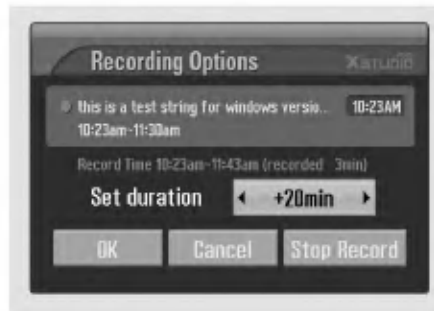 Recording Options XSTUDIO
this is a test string for windows versio.. 10:23AM
10:23am-11:30am
Record Time 10:23am~11:43am (recorded 3min)
Set duration +20min
OK Cancel Stop Record